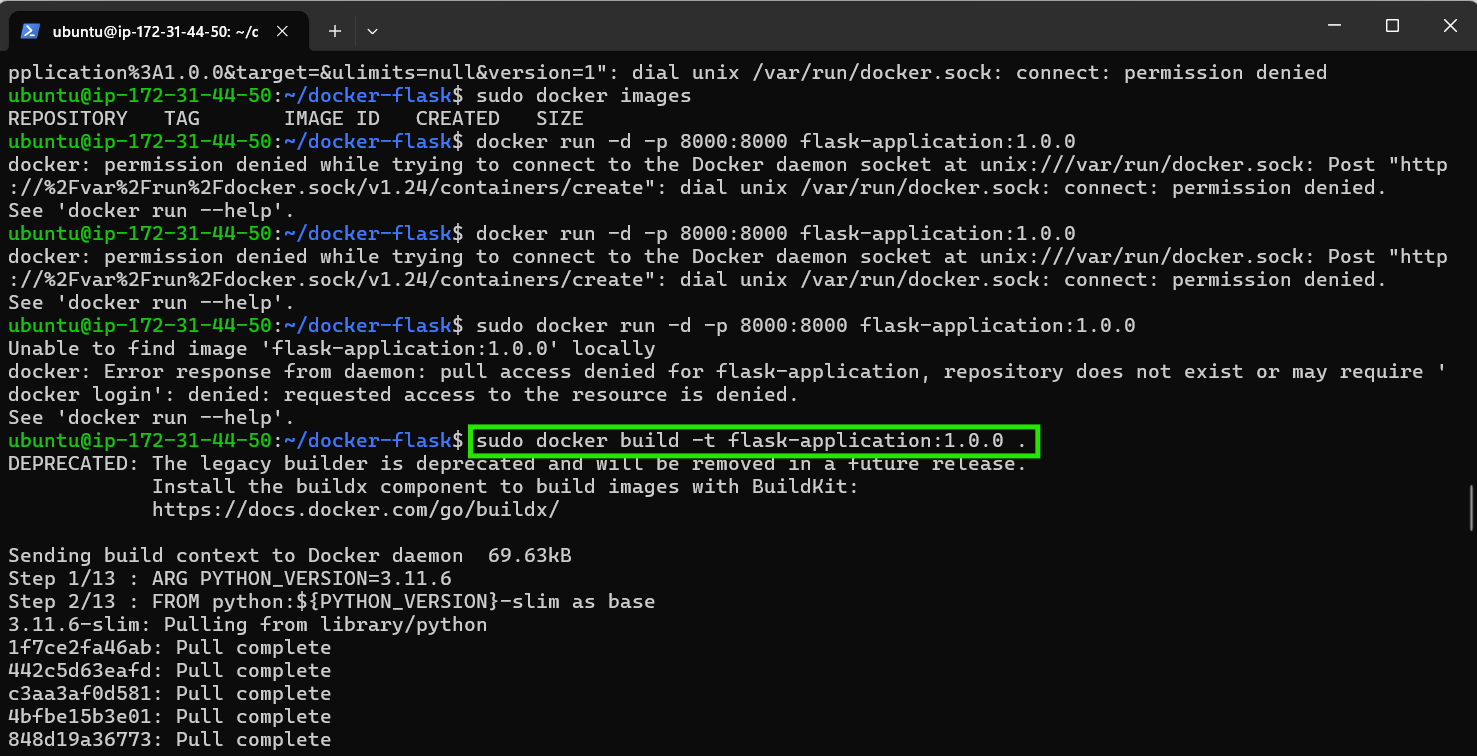 ubuntu@ip-172-31-44-50: ~/c
pplication%3A1.0.0&target=&ulimits=null&version=1": dial unix /var/run/docker.sock: connect: permission denied
ubuntu@ip-172-31-44-50:~/docker-flask$ sudo docker images
REPOSITORY   TAG       IMAGE ID   CREATED   SIZE
ubuntu@ip-172-31-44-50:~/docker-flask$ docker run -d -p 8000:8000 flask-application:1.0.0
docker: permission denied while trying to connect to the Docker daemon socket at unix:///var/run/docker.sock: Post "http
://%2Fvar%2Frun%2Fdocker.sock/v1.24/containers/create": dial unix /var/run/docker.sock: connect: permission denied.
See 'docker run --help'.
ubuntu@ip-172-31-44-50:~/docker-flask$ docker run -d -p 8000:8000 flask-application:1.0.0
docker: permission denied while trying to connect to the Docker daemon socket at unix:///var/run/docker.sock: Post "http
://%2Fvar%2Frun%2Fdocker.sock/v1.24/containers/create": dial unix /var/run/docker.sock: connect: permission denied.
See 'docker run --help'.
ubuntu@ip-172-31-44-50:~/docker-flask$ sudo docker run -d -p 8000:8000 flask-application:1.0.0
Unable to find image 'flask-application:1.0.0' locally
docker: Error response from daemon: pull access denied for flask-application, repository does not exist or may require '
docker login': denied: requested access to the resource is denied.
See 'docker run --help'.
ubuntu@ip-172-31-44-50:~/docker-flask$ sudo docker build -t flask-application:1.0.0 .
DEPRECATED: The legacy builder is deprecated and will be removed in a future release.
            Install the buildx component to build images with BuildKit:
            https://docs.docker.com/go/buildx/

Sending build context to Docker daemon  69.63kB
Step 1/13 : ARG PYTHON_VERSION=3.11.6
Step 2/13 : FROM python:${PYTHON_VERSION}-slim as base
3.11.6-slim: Pulling from library/python
1f7ce2fa46ab: Pull complete
442c5d63eafd: Pull complete
c3aa3af0d581: Pull complete
4bfbe15b3e01: Pull complete
848d19a36773: Pull complete